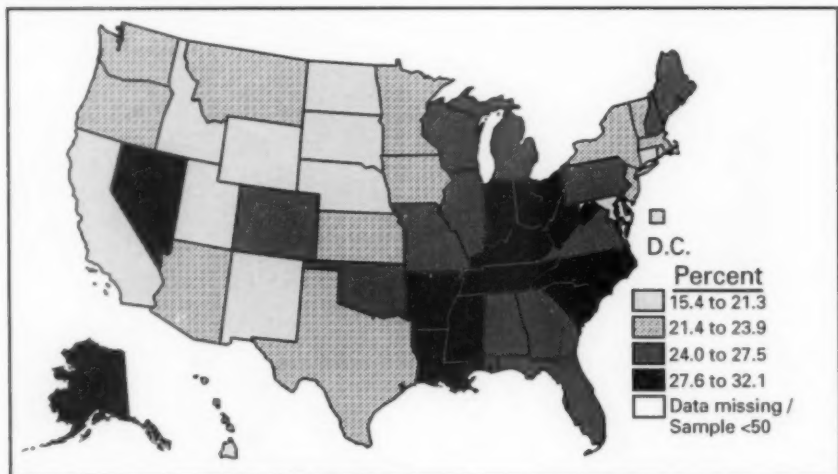 D.C.
Percent
15.4 to 21.3
21.4 to 23.9
24.0 to 27.5
27.6 to 32.1
Data missing /
Sample <50